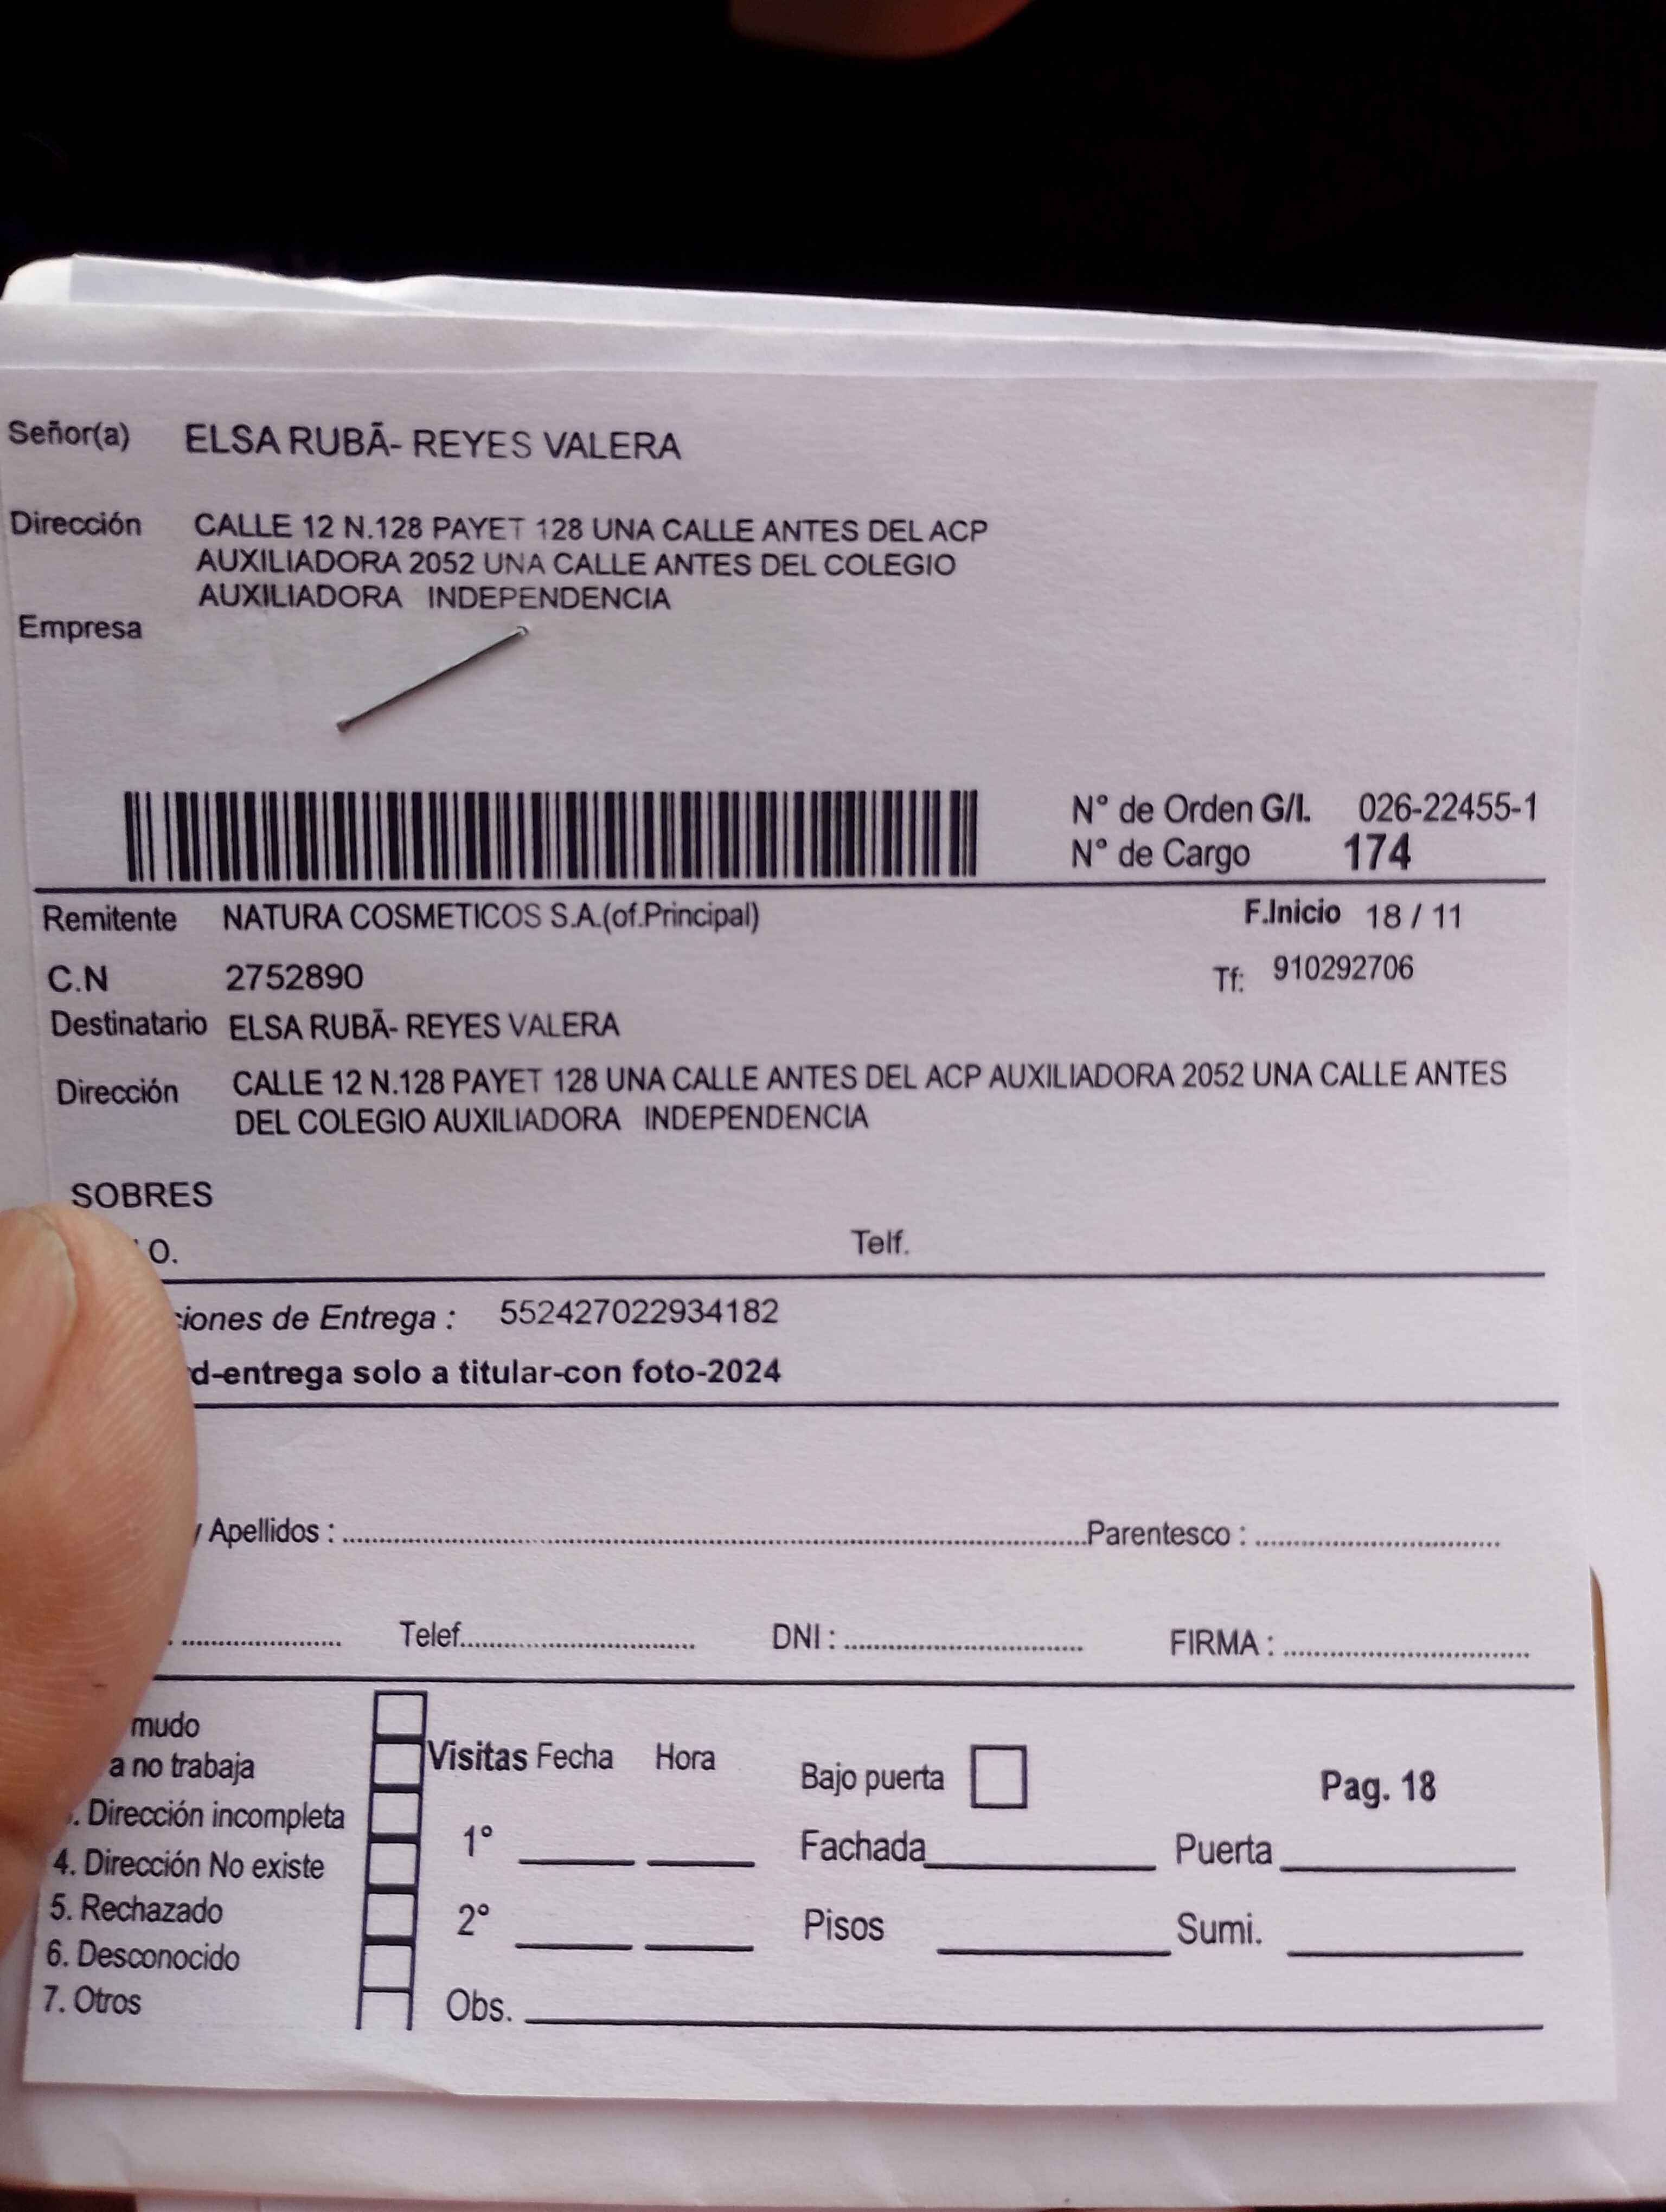 Señor(a) ELSA RUBÃ- REYES VALERA
Dirección CALLE 12 N.128 PAYET 128 UNA CALLE ANTES DEL ACP
AUXILIADORA 2052 UNA CALLE ANTES DEL COLEGIO
AUXILIADORA INDEPENDENCIA
Empresa
N° de Orden G/I. 026-22455-1
N° de Cargo 174
Remitente NATURA COSMETICOS S.A.(of.Principal) F.Inicio 18 / 11
C.N 2752890 Tf: 910292706
Destinatario ELSA RUBÃ- REYES VALERA
Dirección CALLE 12 N.128 PAYET 128 UNA CALLE ANTES DEL ACP AUXILIADORA 2052 UNA CALLE ANTES
DEL COLEGIO AUXILIADORA INDEPENDENCIA
SOBRES
O. Telf.
ciones de Entrega : 552427022934182
d-entrega solo a titular-con foto-2024
y Apellidos : Parentesco :
Telef. DNI : FIRMA :
mudo
a no trabaja
. Dirección incompleta
4. Dirección No existe
5. Rechazado
6. Desconocido
7. Otros
Visitas Fecha Hora
1°
2°
Obs.
Bajo puerta Pag. 18
Fachada Puerta
Pisos Sumi.